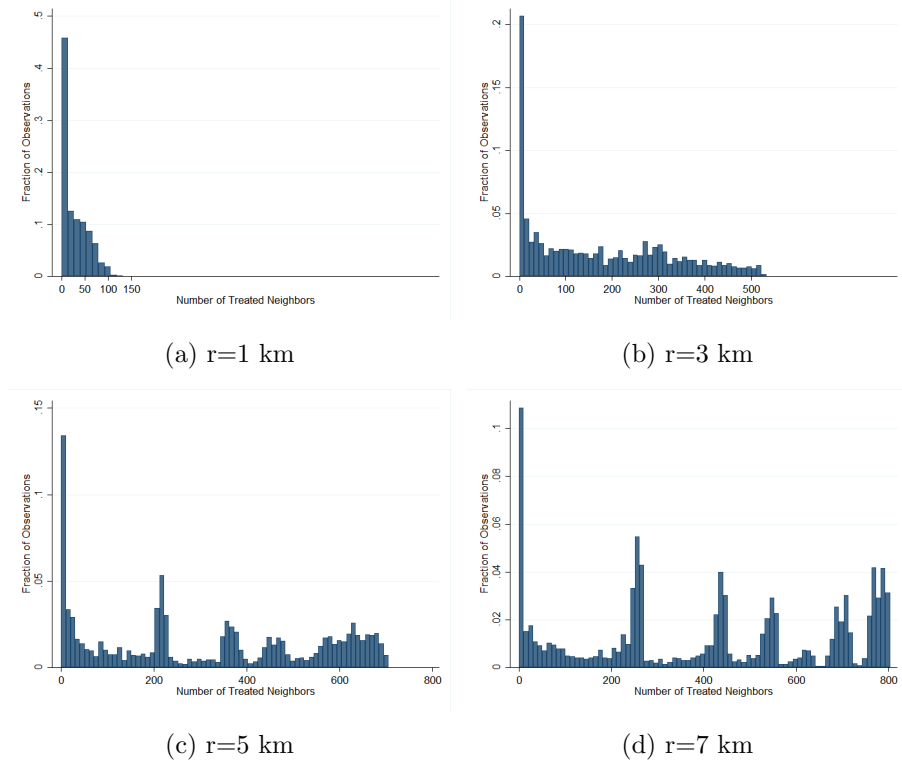 Fraction of Observations
.5
.4
.3
.2
.1
0
0 50 100 150
Number of Treated Neighbors
(a) r=1 km
Fraction of Observations
.2
.15
.1
.05
0
0 100 200 300 400 500
Number of Treated Neighbors
(b) r=3 km
Fraction of Observations
.15
.1
.05
0
0 200 400 600 800
Number of Treated Neighbors
(c) r=5 km
Fraction of Observations
.1
.08
.06
.04
.02
0
0 200 400 600 800
Number of Treated Neighbors
(d) r=7 km